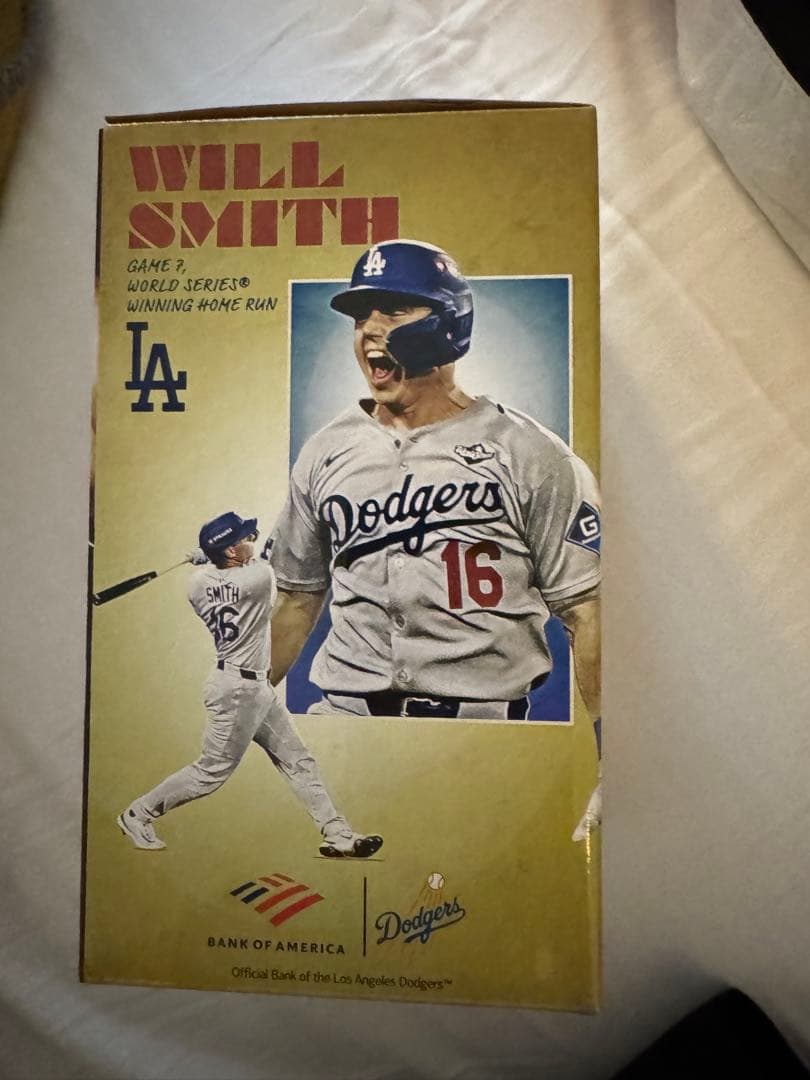 WILL
SMITH
GAME 7,
WORLD SERIES®
WINNING HOME RUN
LA
LA
Dodgers
16
G
SMITH
16
BANK OF AMERICA
Dodgers
Official Bank of the Los Angeles Dodgers™